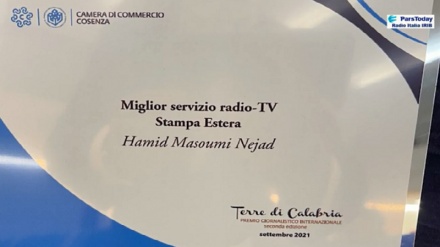 CAMERA DI COMMERCIO
COSENZA
ParsToday
Radio Italia IRIB
Miglior servizio radio-TV
Stampa Estera
Hamid Masoumi Nejad
Terre di Calabria
PREMIO GIORNALISTICO INTERNAZIONALE
seconda edizione
settembre 2021